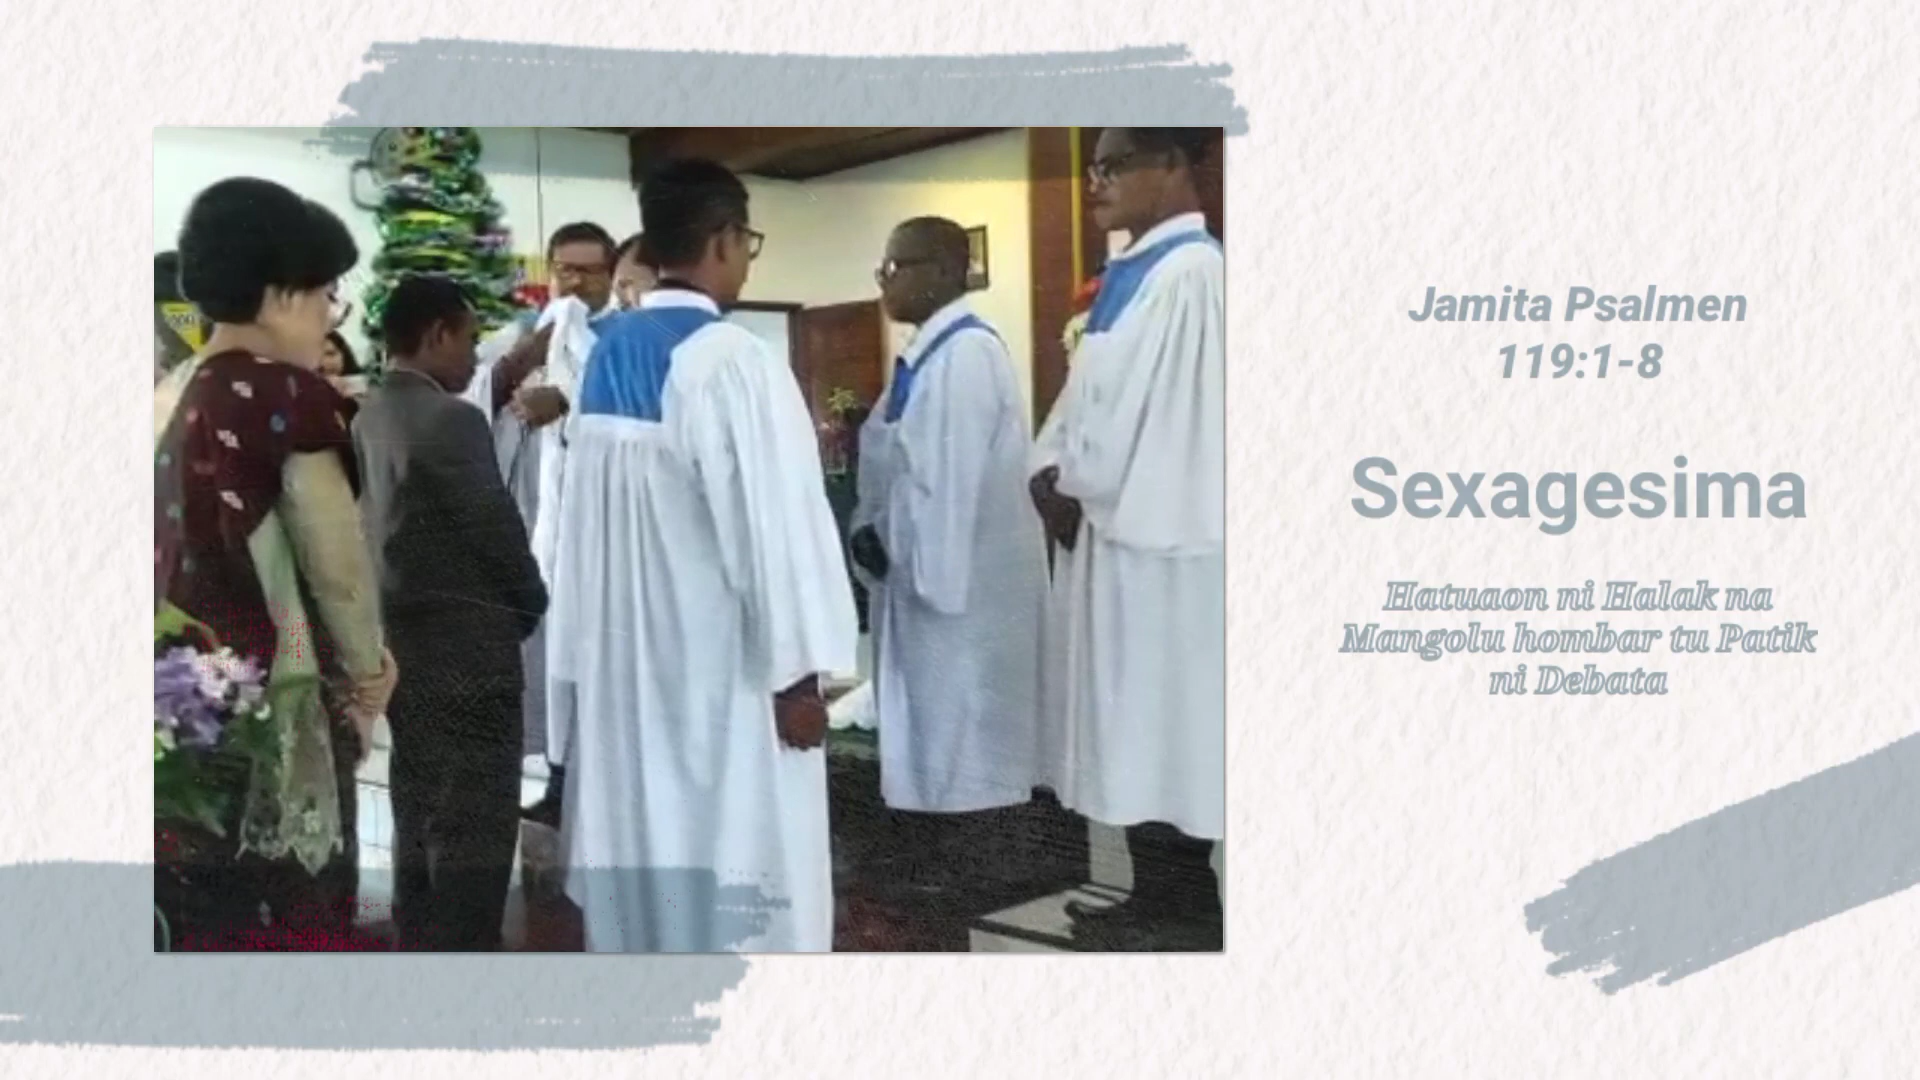 Jamita Psalmen
119:1-8
Sexagesima
Hatuaon ni Halak na
Mangolu hombar tu Patik
ni Debata